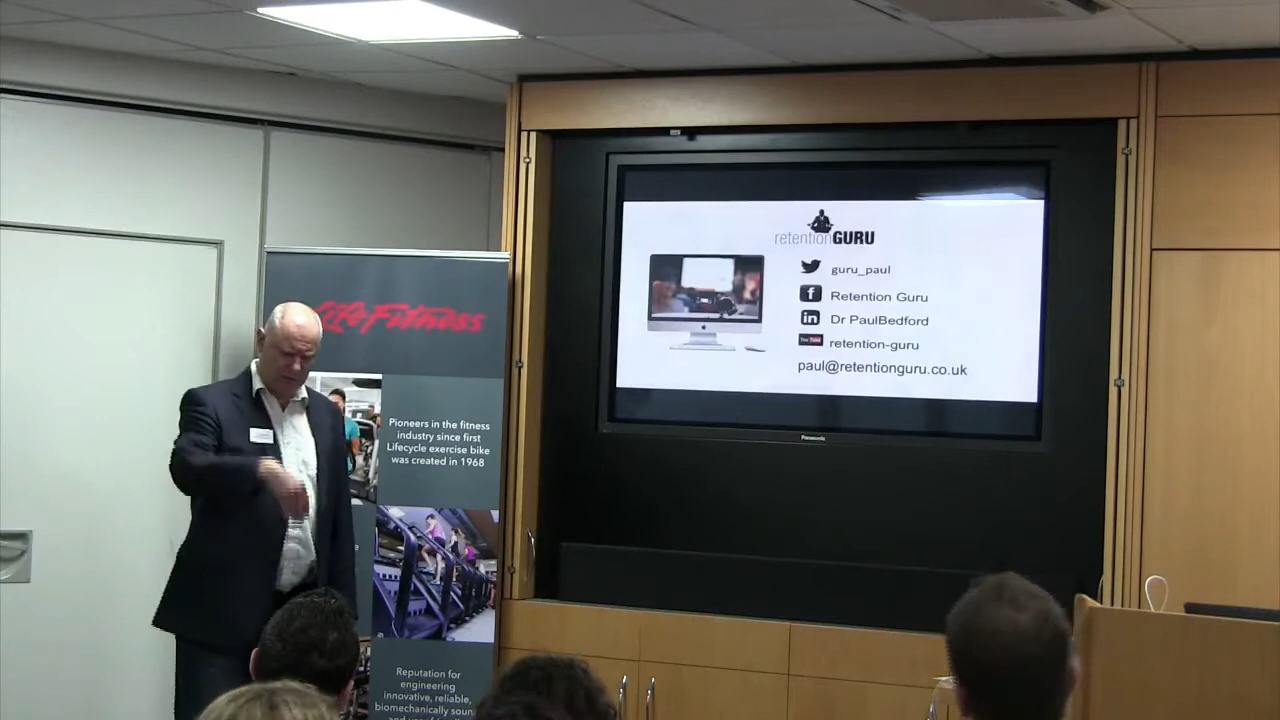 retentionGURU
guru_paul
Retention Guru
Dr PaulBedford
retention-guru
paul@retentionguru.co.uk
Panasonic
Life Fitness
Pioneers in the fitness
industry since first
Lifecycle exercise bike
was created in 1968
Reputation for
engineering
innovative, reliable,
biomechanically soun